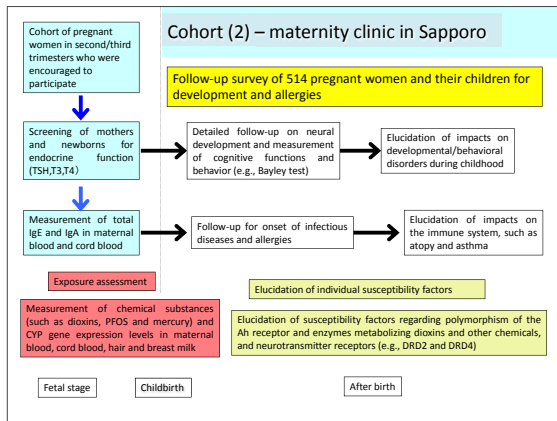 Cohort of pregnant
women in second/third
trimesters who were
encouraged to
participate
Cohort (2) – maternity clinic in Sapporo
Follow-up survey of 514 pregnant women and their children for
development and allergies
Screening of mothers
and newborns for
endocrine function
(TSH,T3,T4)
Detailed follow-up on neural
development and measurement
of cognitive functions and
behavior (e.g., Bayley test)
Elucidation of impacts on
developmental/behavioral
disorders during childhood
Measurement of total
IgE and IgA in maternal
blood and cord blood
Follow-up for onset of infectious
diseases and allergies
Elucidation of impacts on
the immune system, such as
atopy and asthma
Exposure assessment
Elucidation of individual susceptibility factors
Measurement of chemical substances
(such as dioxins, PFOS and mercury) and
CYP gene expression levels in maternal
blood, cord blood, hair and breast milk
Elucidation of susceptibility factors regarding polymorphism of the
Ah receptor and enzymes metabolizing dioxins and other chemicals,
and neurotransmitter receptors (e.g., DRD2 and DRD4)
Fetal stage
Childbirth
After birth